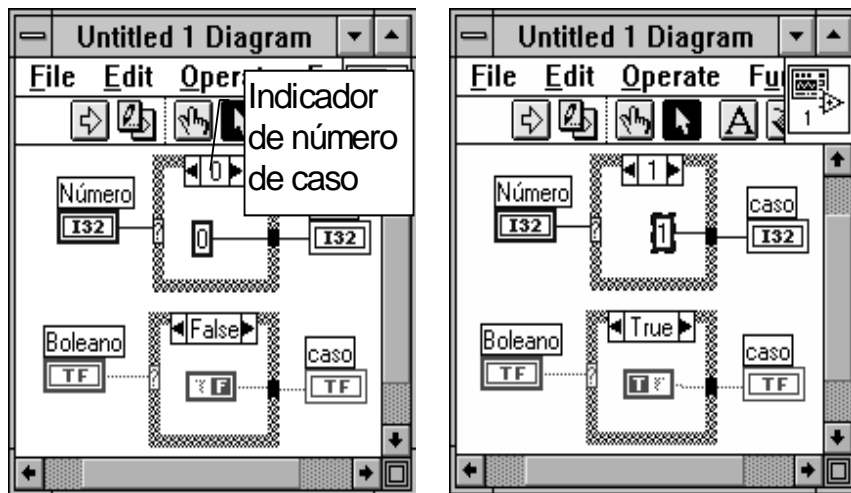 Untitled 1 Diagram
File Edit Operate
Indicador
de número
de caso
0
Número
I32
?
0
I32
False
Boleano
TF
?
F
caso
TF
Untitled 1 Diagram
File Edit Operate Fu
A
1
1
Número
I32
?
1
caso
I32
True
Boleano
TF
?
T
caso
TF